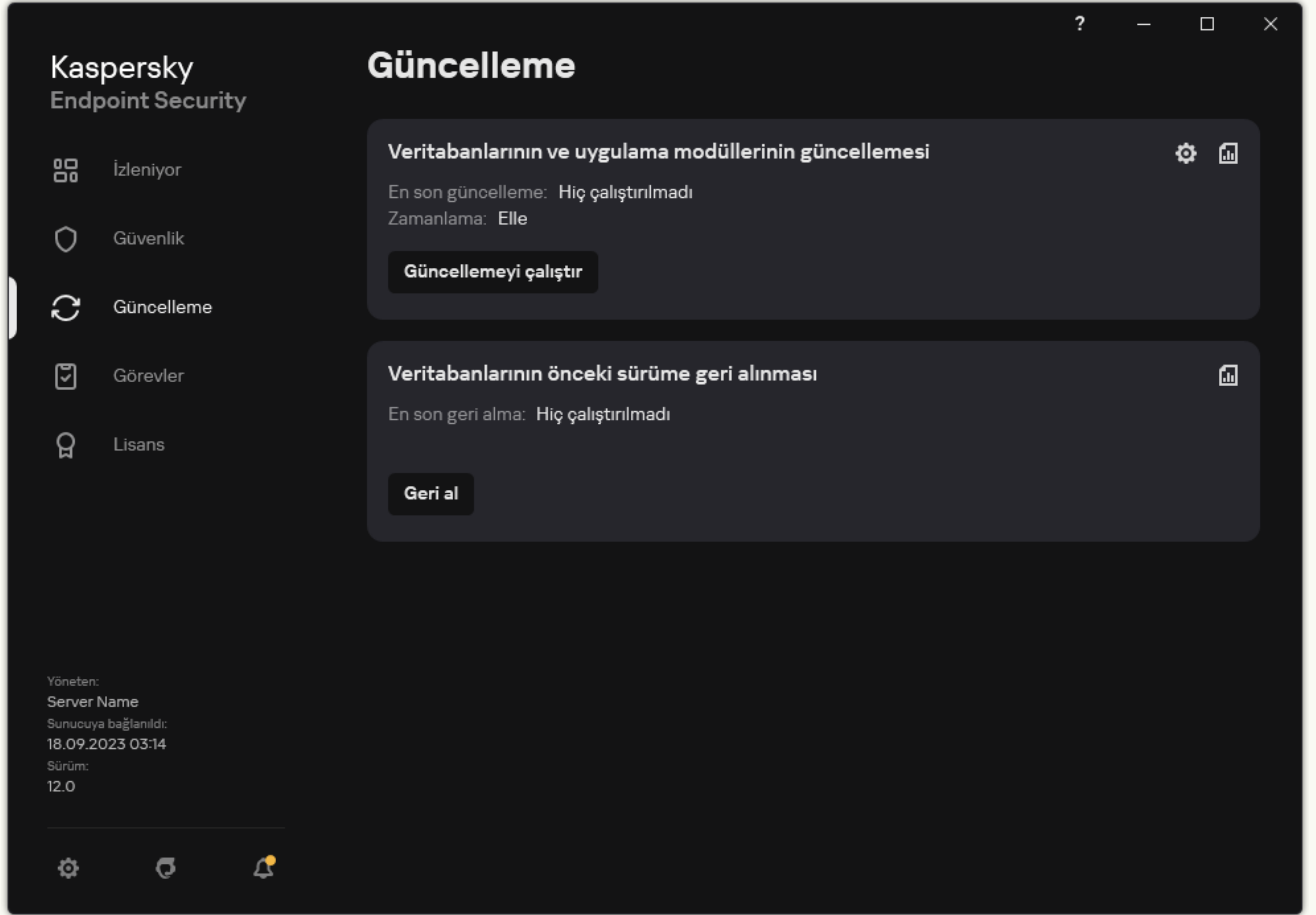 ?
Kaspersky
Endpoint Security
İzleniyor
Güvenlik
Güncelleme
Görevler
Lisans
Yöneten:
Server Name
Sunucuya bağlanıldı:
18.09.2023 03:14
Sürüm:
12.0
Güncelleme
Veritabanlarının ve uygulama modüllerinin güncellemesi
En son güncelleme: Hiç çalıştırılmadı
Zamanlama: Elle
Güncellemeyi çalıştır
Veritabanlarının önceki sürüme geri alınması
En son geri alma: Hiç çalıştırılmadı
Geri al